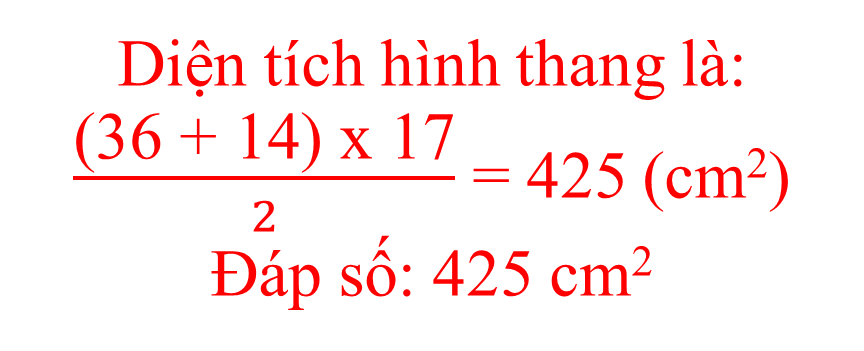 Diện tích hình thang là:
(36 + 14) x 17
2
= 425 (cm²)
Đáp số: 425 cm²